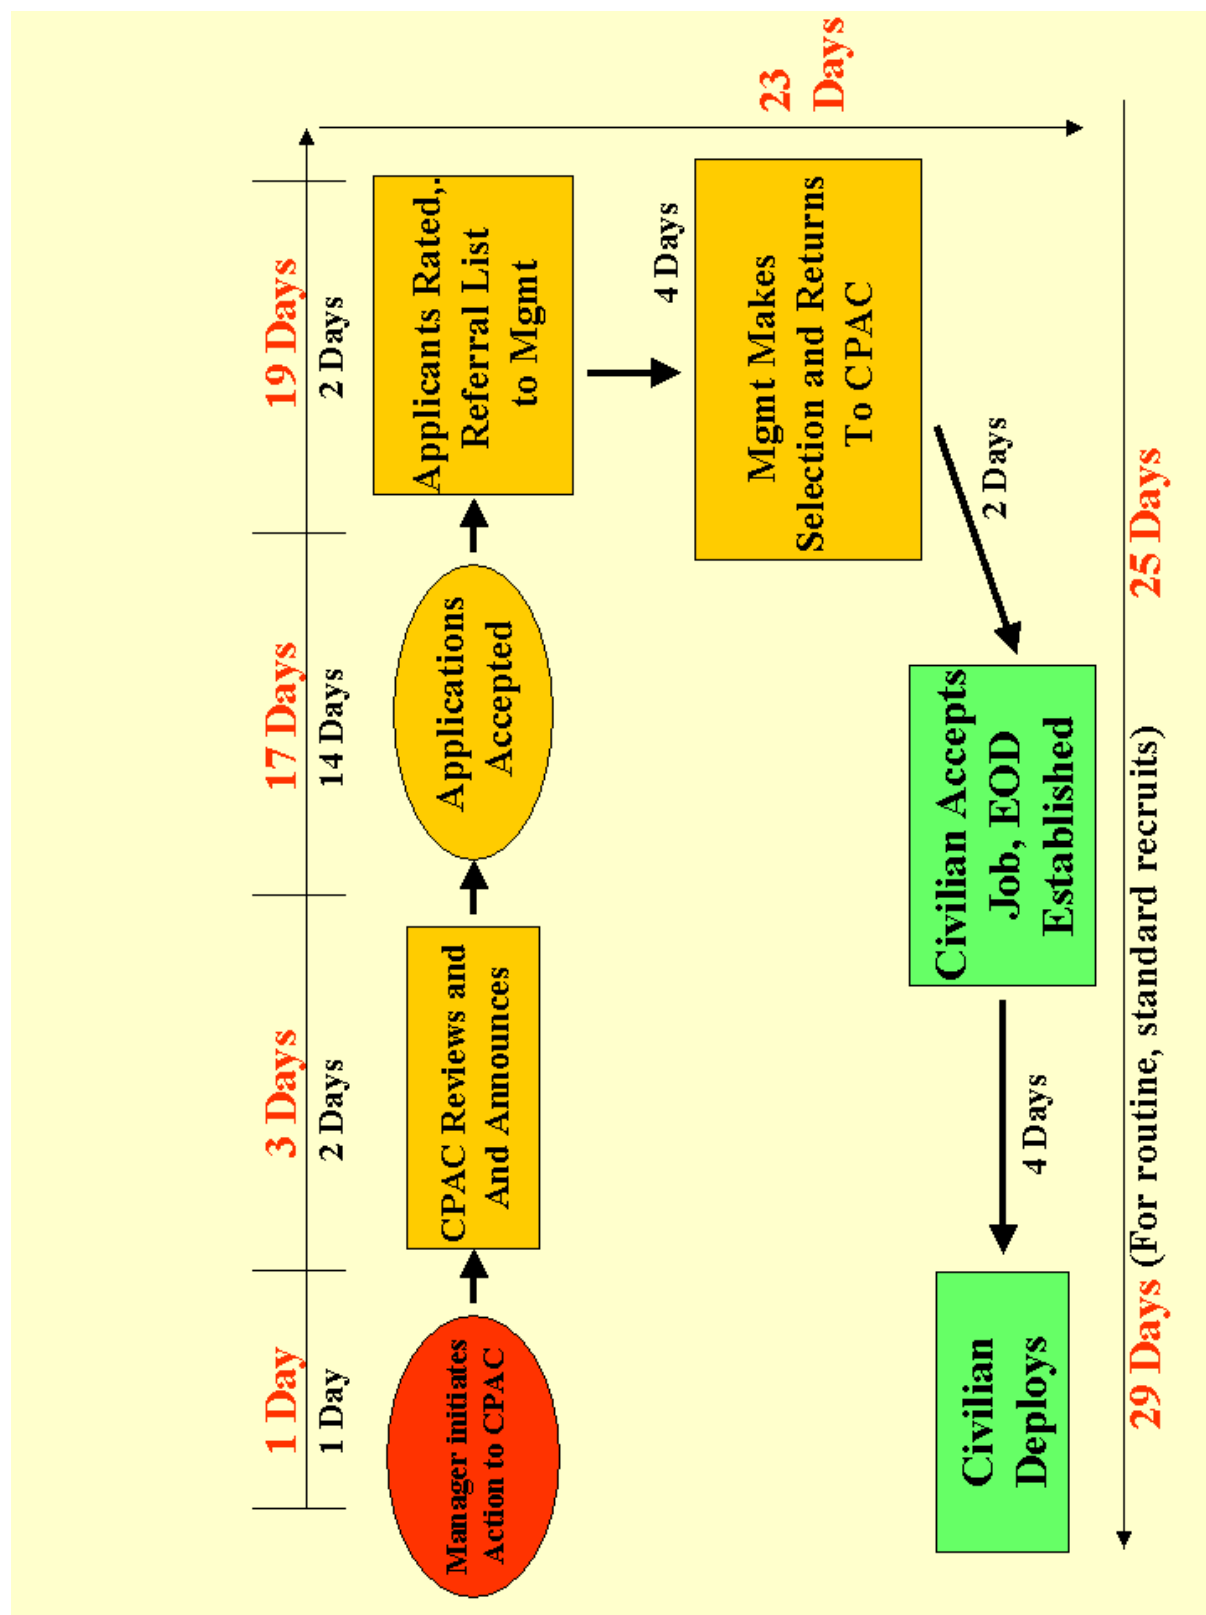 1 Day
3 Days
17 Days
19 Days
1 Day
2 Days
14 Days
2 Days
Manager initiates
Action to CPAC
CPAC Reviews and
And Announces
Applications
Accepted
Applicants Rated,.
Referral List
to Mgmt
4 Days
23
Days
Mgmt Makes
Selection and Returns
To CPAC
2 Days
Civilian Accepts
Job, EOD
Established
4 Days
Civilian
Deploys
29 Days (For routine, standard recruits)
25 Days